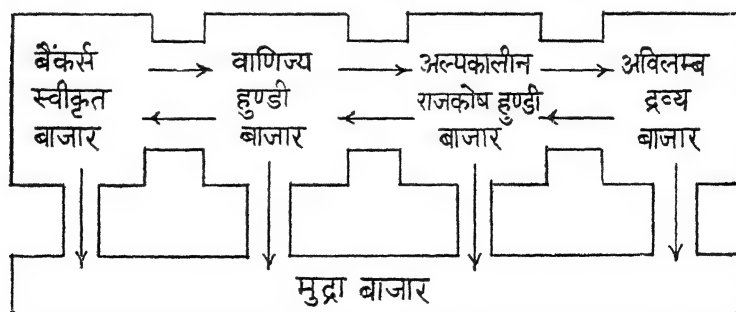 बैंकर्स
स्वीकृत
बाजार
वाणिज्य
हुण्डी
बाजार
अल्पकालीन
राजकोष हुण्डी
बाजार
अविलम्ब
द्रव्य
बाजार
मुद्रा बाजार